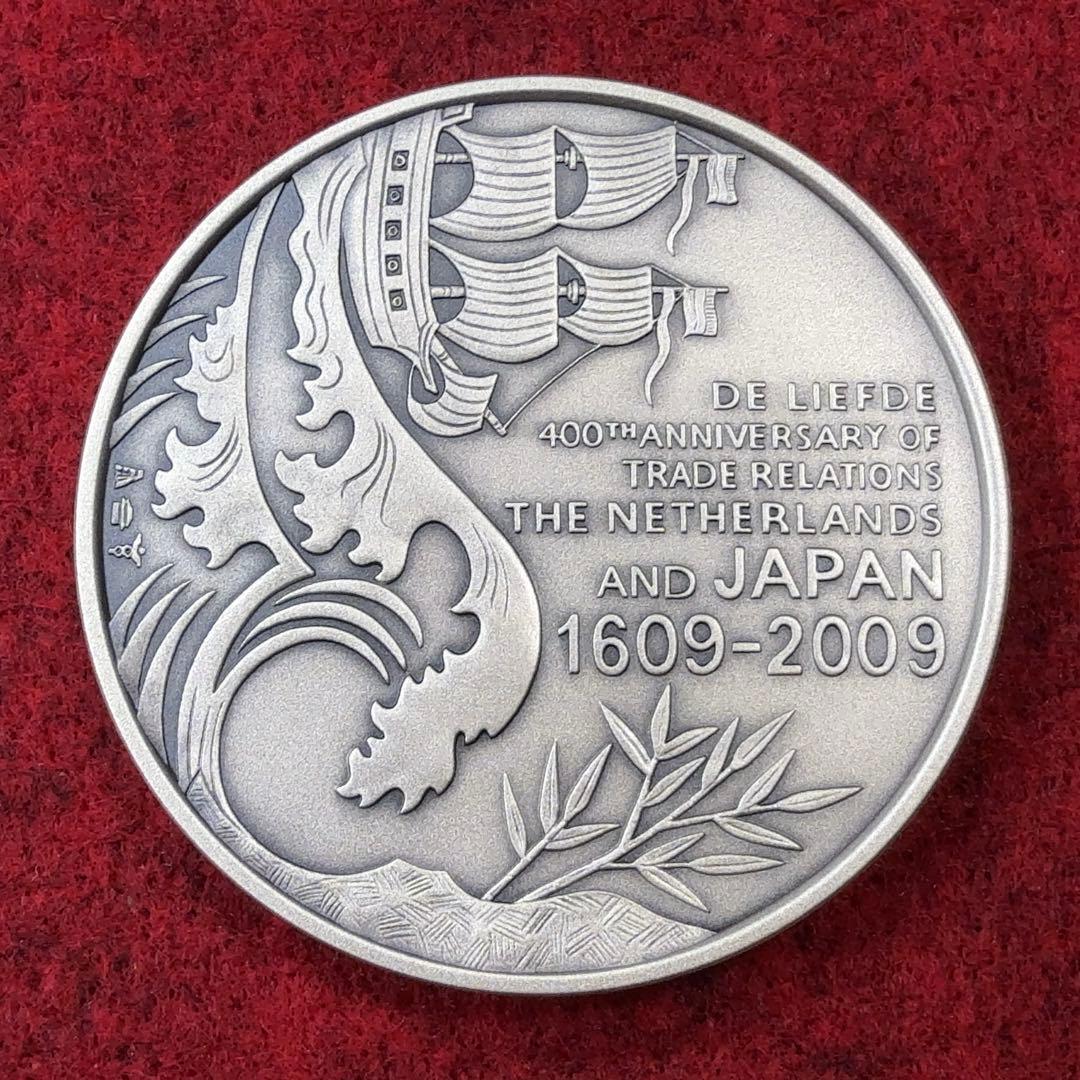 DE LIEFDE
400TH ANNIVERSARY OF
TRADE RELATIONS
THE NETHERLANDS
AND JAPAN
1609-2009